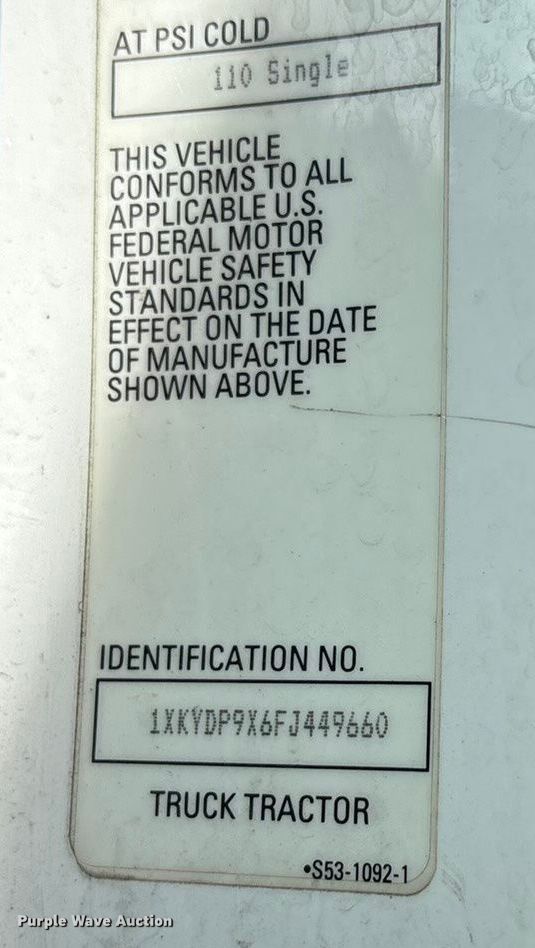 AT PSI COLD
110 Single
THIS VEHICLE
CONFORMS TO ALL
APPLICABLE U.S.
FEDERAL MOTOR
VEHICLE SAFETY
STANDARDS IN
EFFECT ON THE DATE
OF MANUFACTURE
SHOWN ABOVE.
IDENTIFICATION NO.
1XKYDP9X6FJ449660
TRUCK TRACTOR
•S53-1092-1
Purple Wave Auction